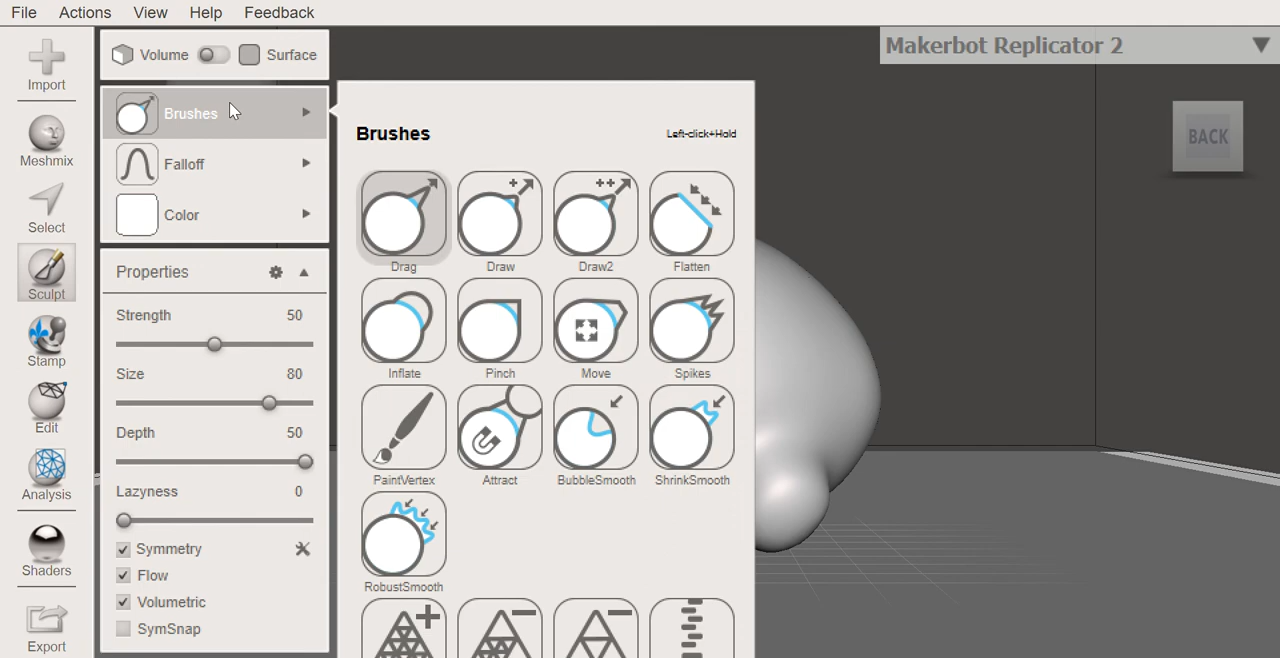 File Actions View Help Feedback
Makerbot Replicator 2
BACK
Import
Meshmix
Select
Sculpt
Stamp
Edit
Analysis
Shaders
Export
Volume Surface
Brushes
Falloff
Color
Properties
Strength 50
Size 80
Depth 50
Lazyness 0
Symmetry
Flow
Volumetric
SymSnap
Brushes Left-click+Hold
Drag Draw Draw2 Flatten
Inflate Pinch Move Spikes
PaintVertex Attract BubbleSmooth ShrinkSmooth
RobustSmooth